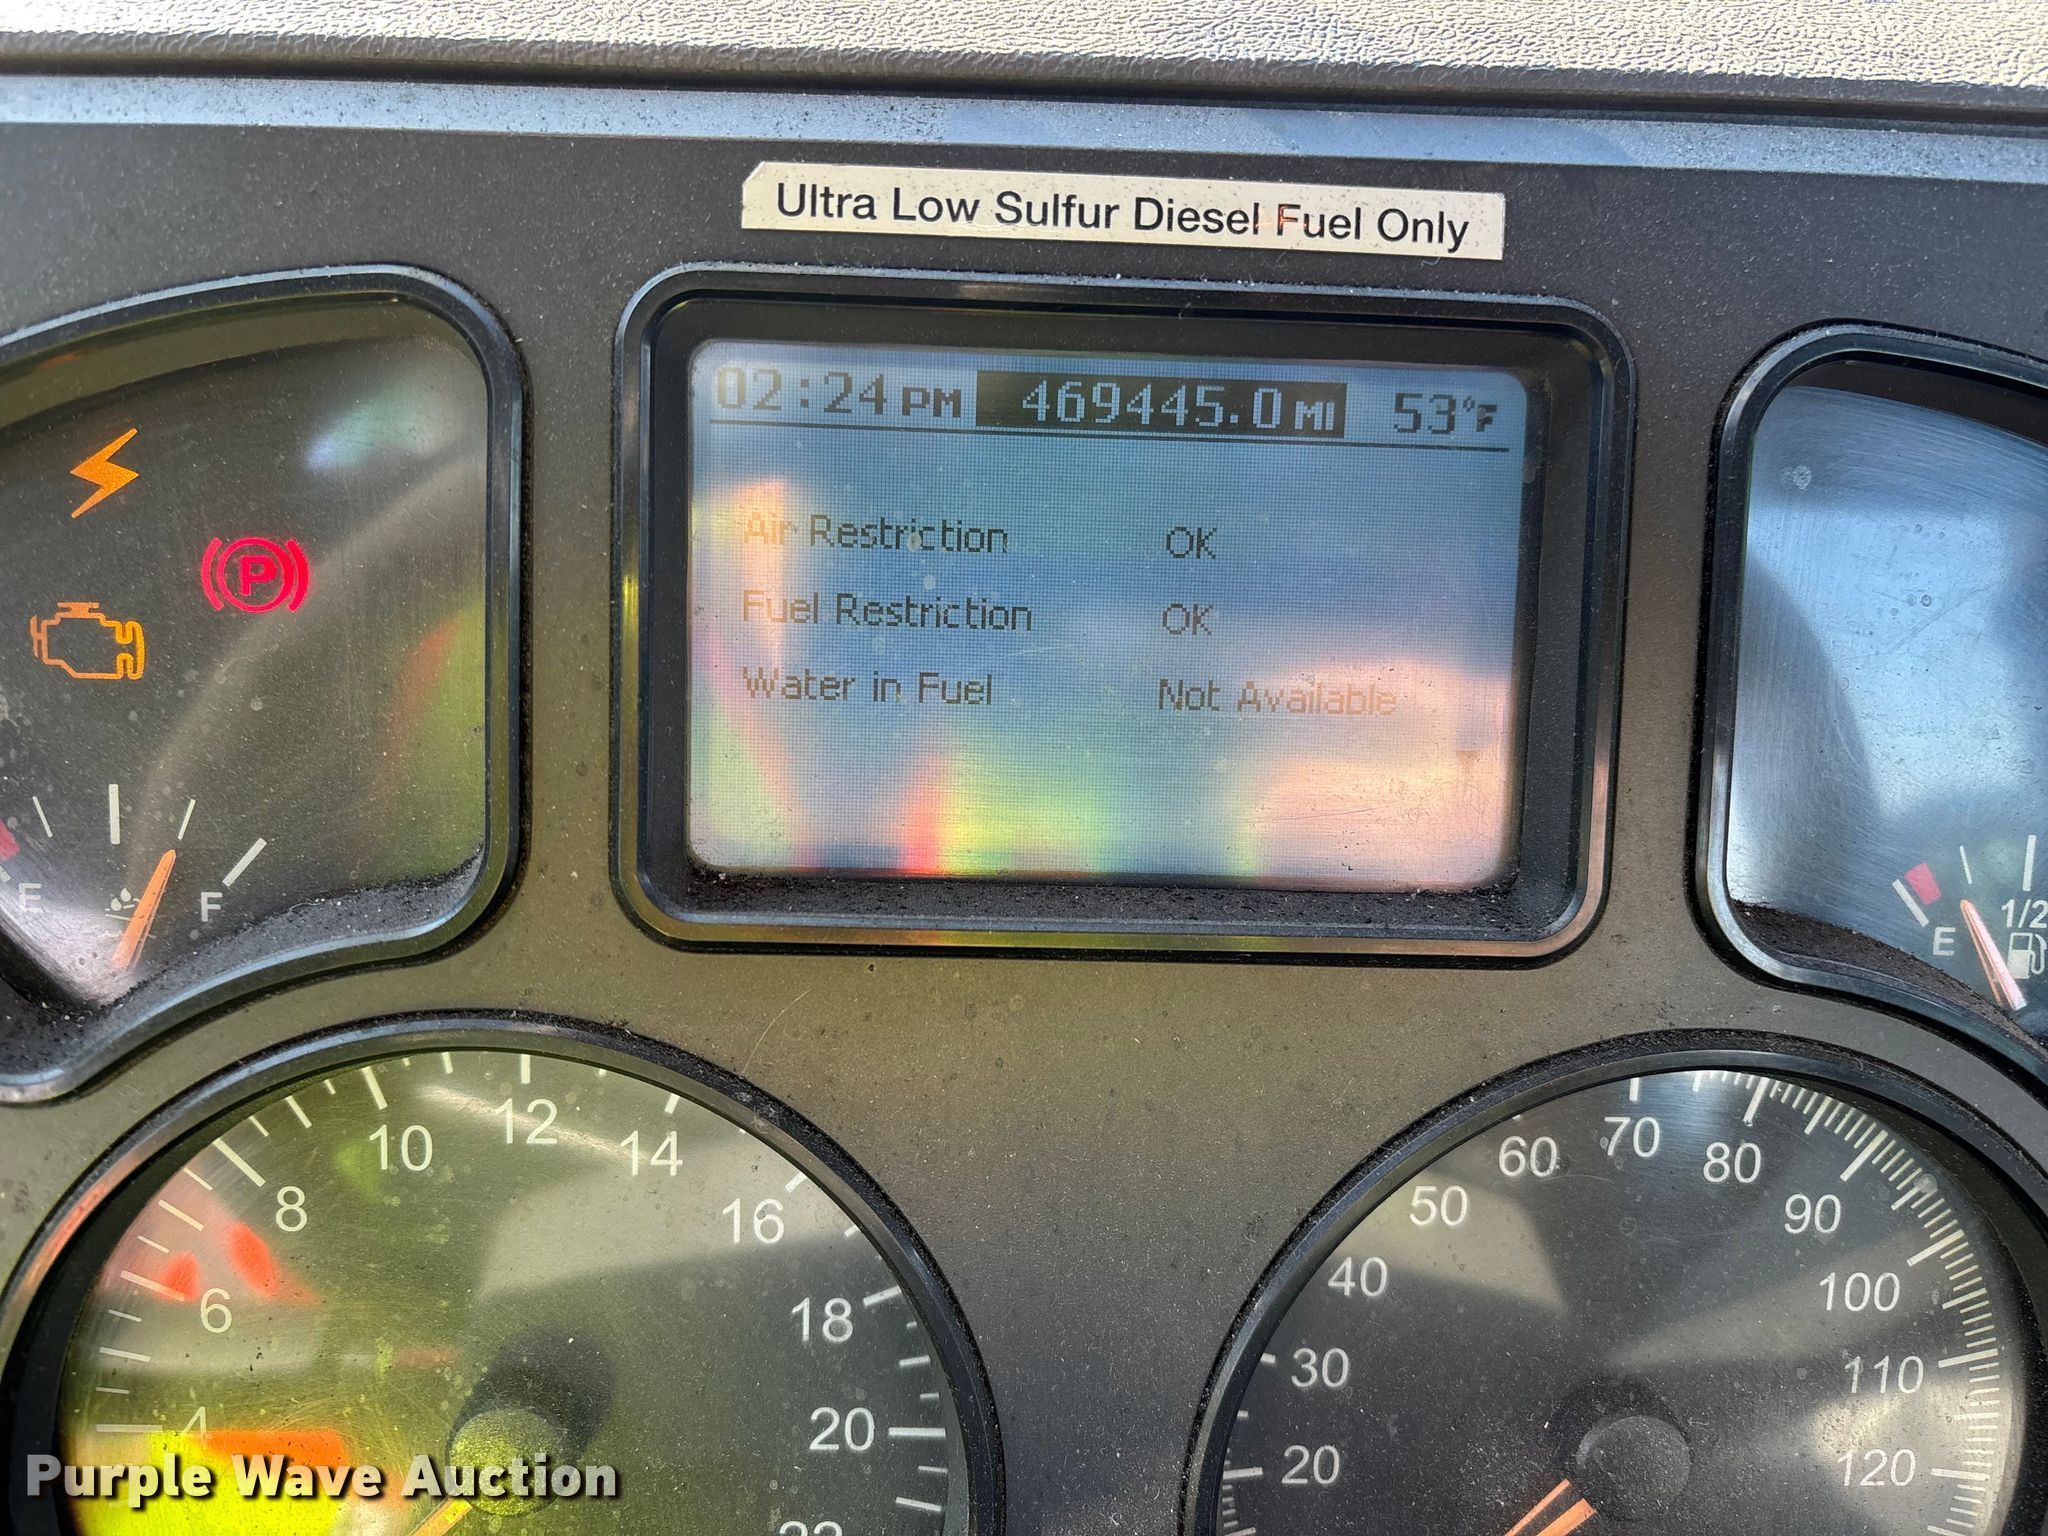 Ultra Low Sulfur Diesel Fuel Only
02:24 PM 469445.0 MI 53°F
Air Restriction OK
Fuel Restriction OK
Water in Fuel Not Available
P
E F
E 1/2
4 6 8 10 12 14 16 18 20
20 30 40 50 60 70 80 90 100 110 120
Purple Wave Auction